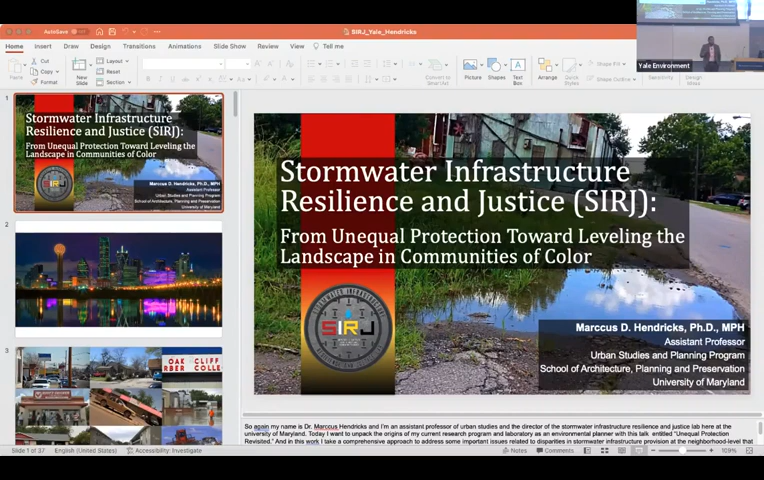 AutoSave
SIRJ_Yale_Hendricks
Home Insert Draw Design Transitions Animations Slide Show Review View Tell me
Paste
Cut
Copy
Format
New
Slide
Layout
Reset
Section
Convert to
SmartArt
Picture
Shapes
Text
Box
Arrange
Quick
Styles
Shape Fill
Shape Outline
Yale Environment
1
Stormwater Infrastructure
Resilience and Justice (SIRJ):
From Unequal Protection Toward Leveling the
Landscape in Communities of Color
SIRJ
Marccus D. Hendricks, Ph.D., MPH
Assistant Professor
Urban Studies and Planning Program
School of Architecture, Planning and Preservation
University of Maryland
2
3
OAK CLIFF
Stormwater Infrastructure
Resilience and Justice (SIRJ):
From Unequal Protection Toward Leveling the
Landscape in Communities of Color
STORMWATER INFRASTRUCTURE
SIRJ
Marccus D. Hendricks, Ph.D., MPH
Assistant Professor
Urban Studies and Planning Program
School of Architecture, Planning and Preservation
University of Maryland
So again my name is Dr. Marccus Hendricks and I'm an assistant professor of urban studies and the director of the stormwater infrastructure resilience and justice lab here at the
university of Maryland. Today I want to unpack the origins of my current research program and laboratory as an environmental planner with this talk entitled "Unequal Protection
Revisited." And in this work I take a comprehensive approach to address some important issues related to disparities in stormwater infrastructure provision at the neighborhood-level that
Slide 1 of 37 English (United States) Accessibility: Investigate Notes Comments 109%